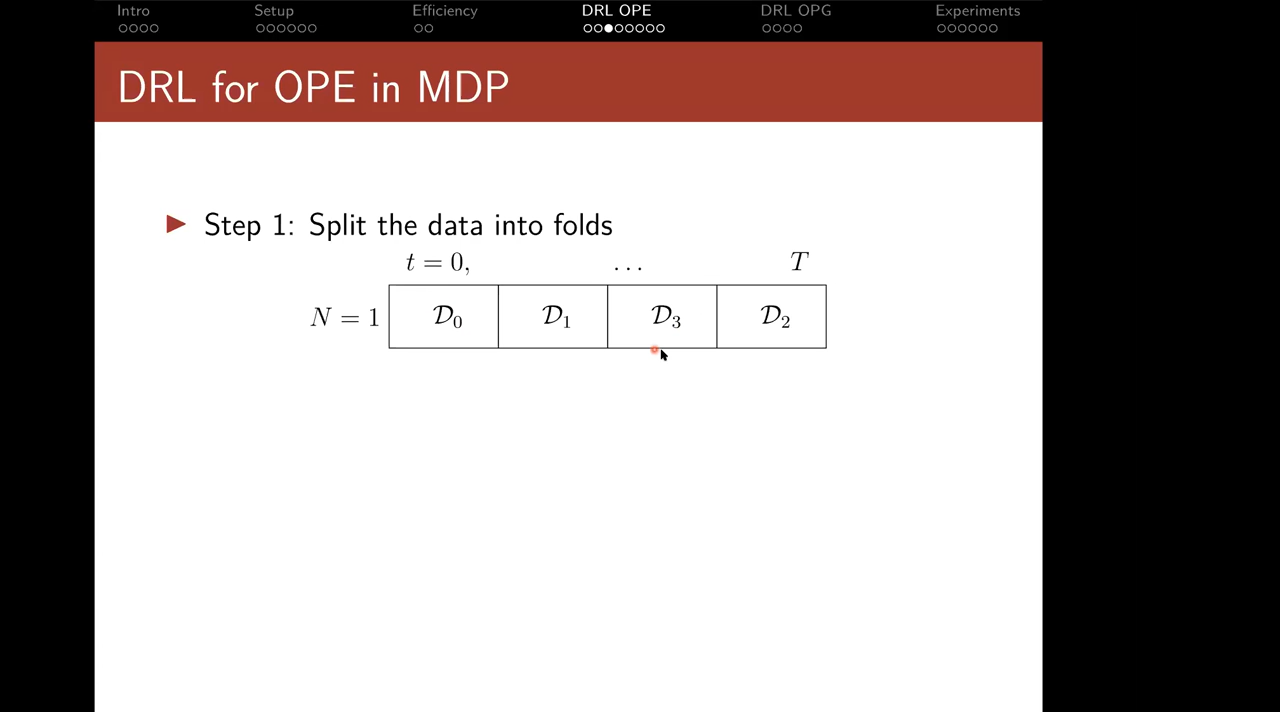 Intro Setup Efficiency DRL OPE DRL OPG Experiments
DRL for OPE in MDP
Step 1: Split the data into folds
t = 0, ... T
N = 1 𝒟₀ 𝒟₁ 𝒟₃ 𝒟₂